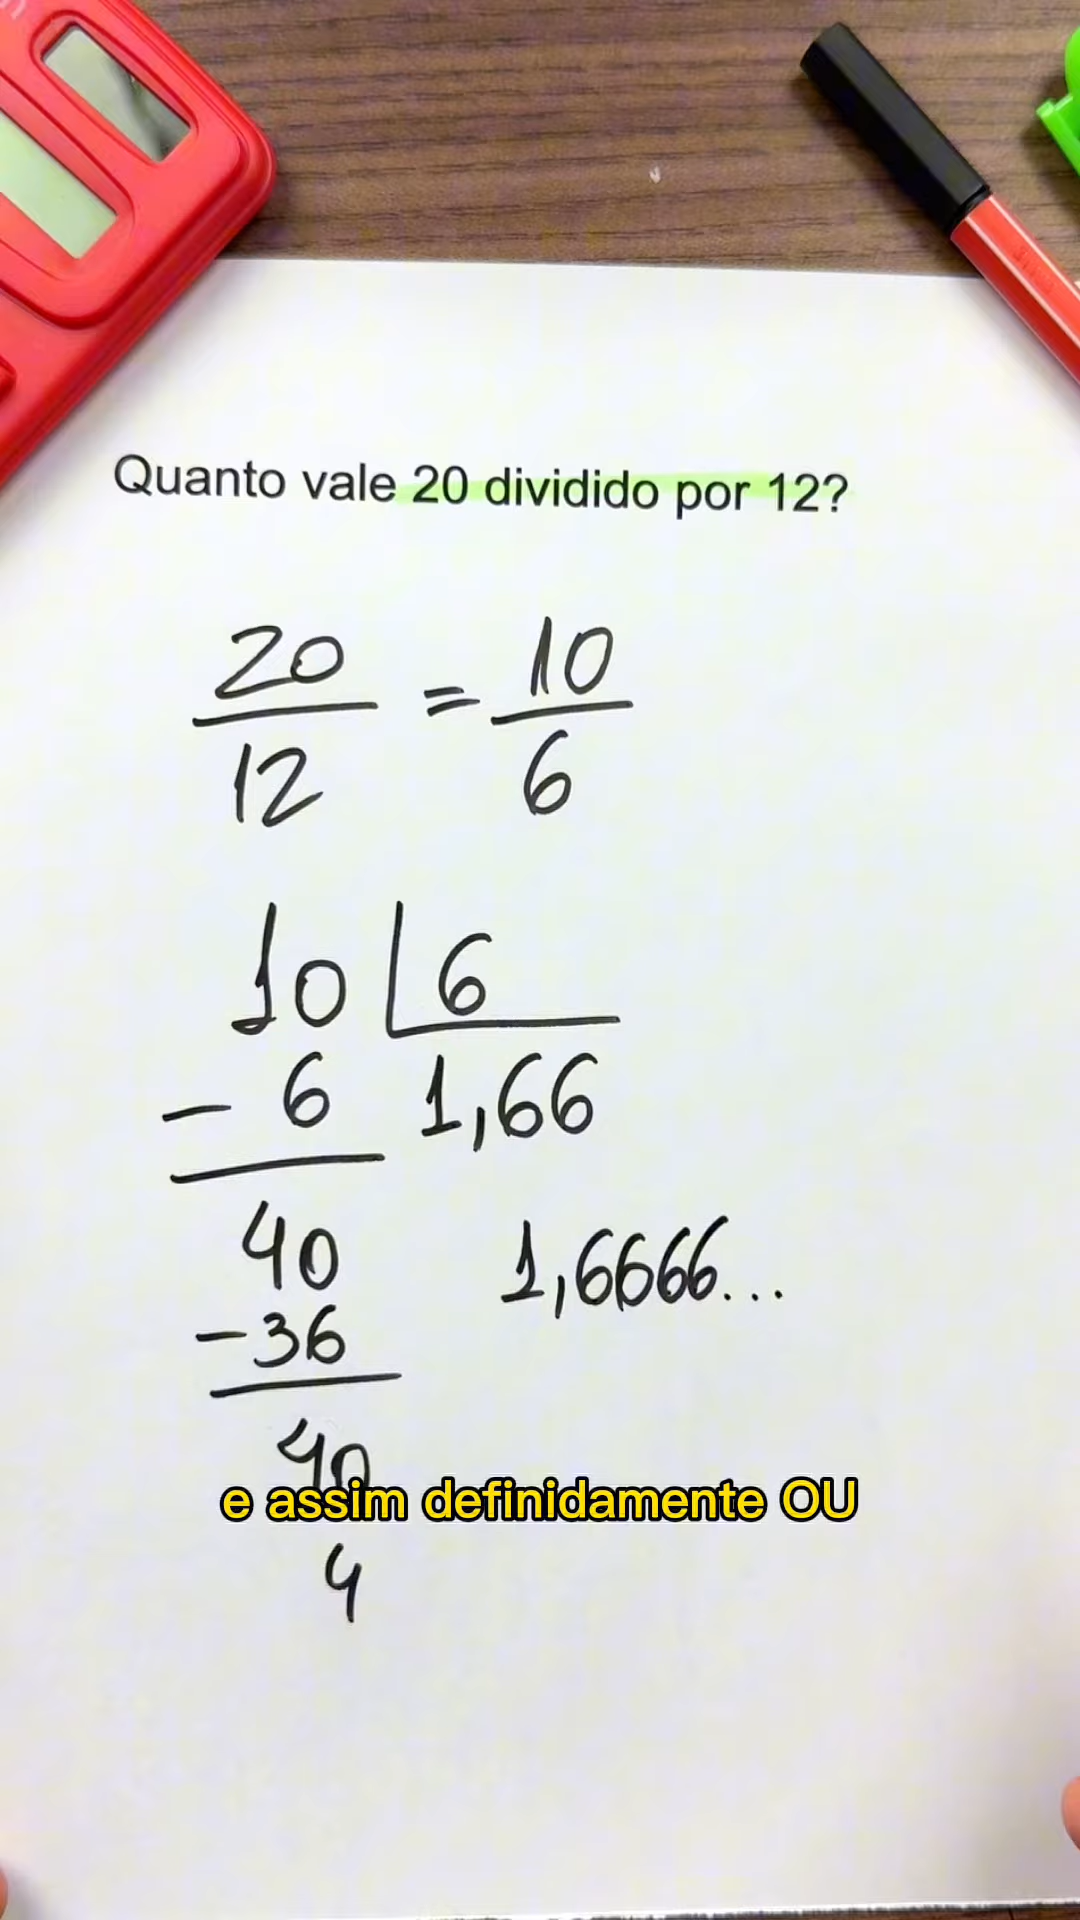 Quanto vale 20 dividido por 12?
20/12 = 10/6
10 | 6
- 6 1,66
40 1,6666...
-36
40
e assim definidamente OU
4